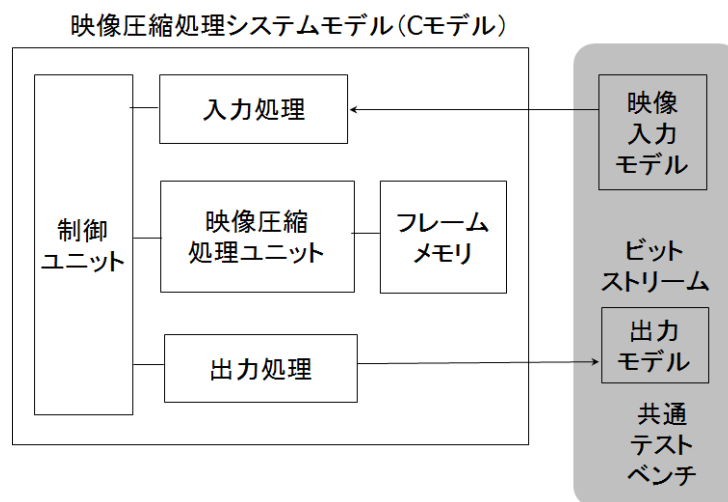 映像圧縮処理システムモデル（Cモデル）
入力処理
映像
入力
モデル
制御
ユニット
映像圧縮
処理ユニット
フレーム
メモリ
ビット
ストリーム
出力処理
出力
モデル
共通
テスト
ベンチ